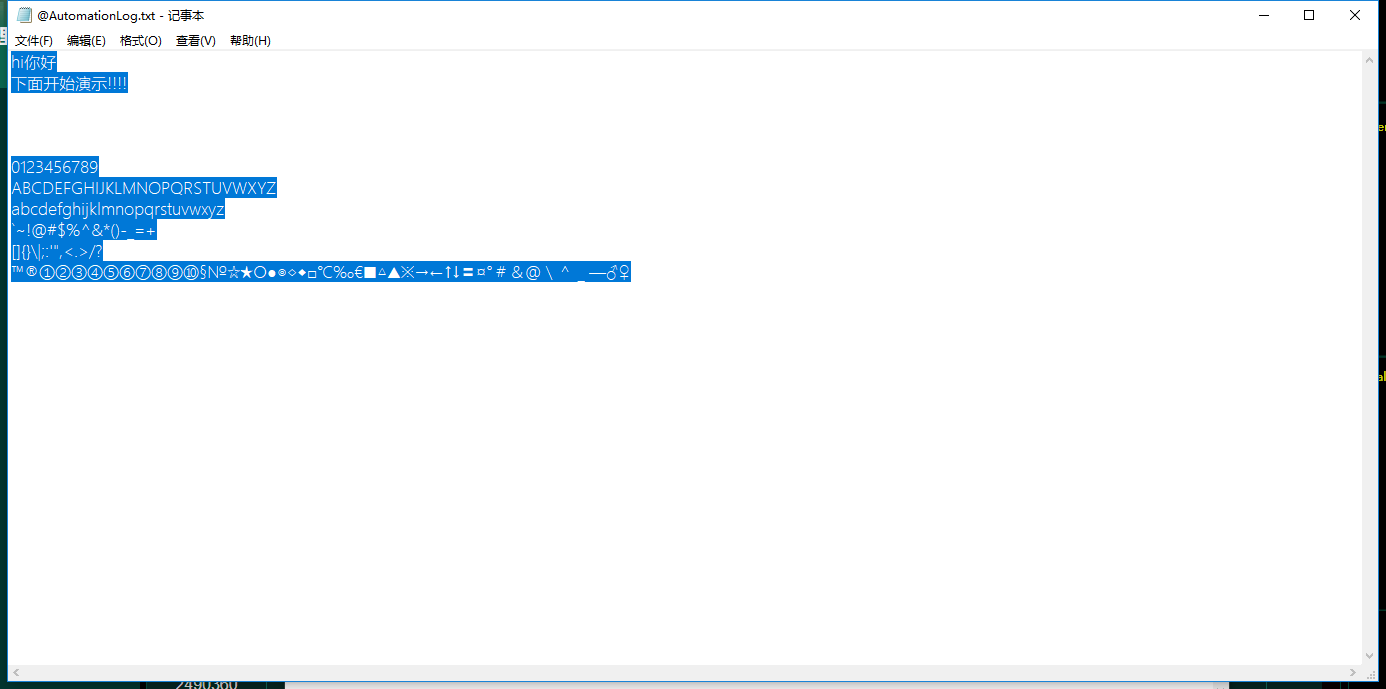 @AutomationLog.txt - 记事本
文件(F) 编辑(E) 格式(O) 查看(V) 帮助(H)
hi你好
下面开始演示!!!!
0123456789
ABCDEFGHIJKLMNOPQRSTUVWXYZ
abcdefghijklmnopqrstuvwxyz
`~!@#$%^&*()-_=+
[]{}\|;:'",<.>/?
™®①②③④⑤⑥⑦⑧⑨⑩§№☆★○●◎◇◆□℃‰€■△▲※→←↑↓〓¤°#&@\^_―♂♀
2490360